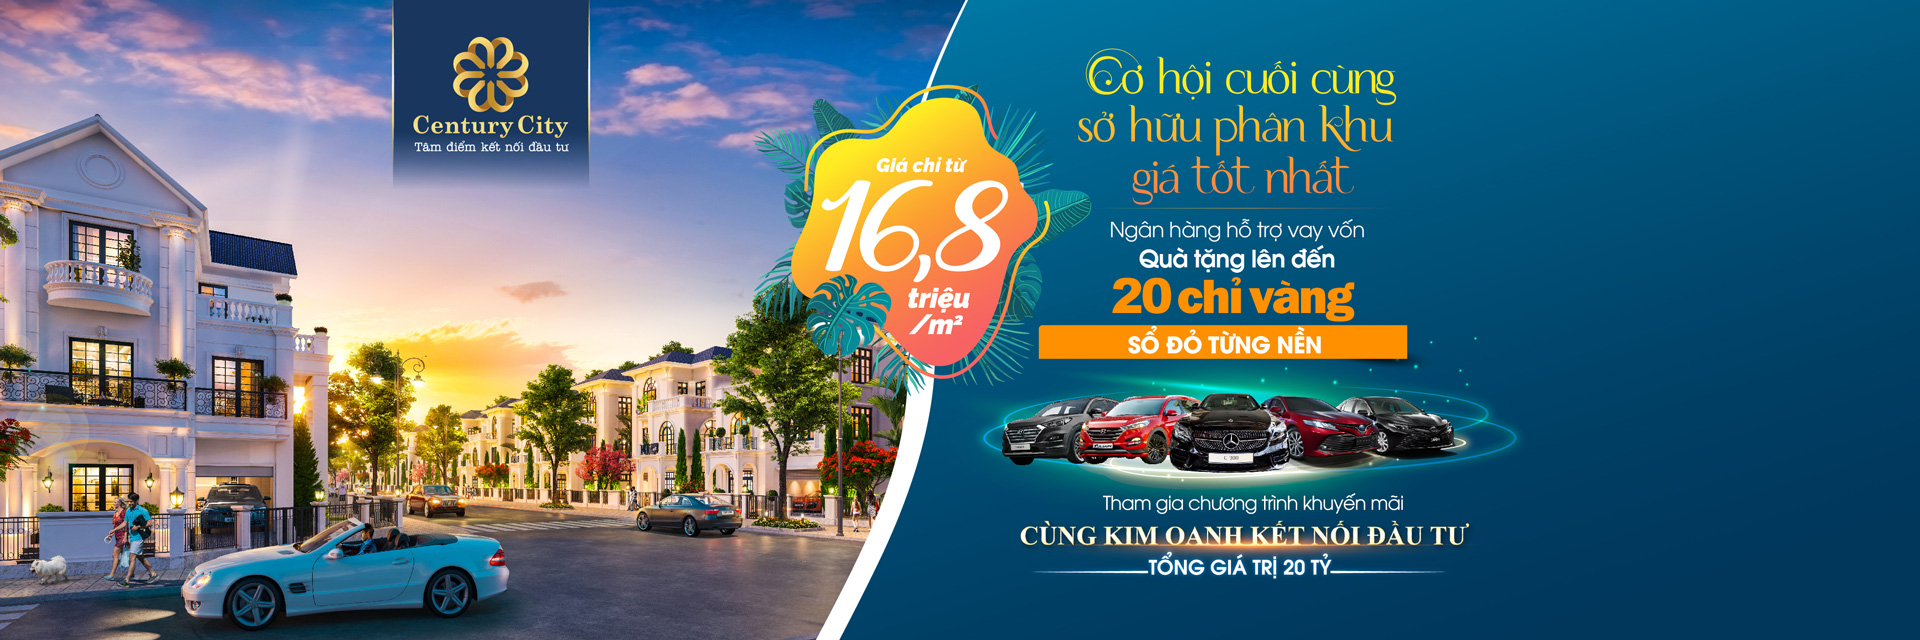 Century City
Tâm điểm kết nối đầu tư
Giá chỉ từ
16,8
triệu
/m²
Cơ hội cuối cùng
sở hữu phân khu
giá tốt nhất
Ngân hàng hỗ trợ vay vốn
Quà tặng lên đến
20 chỉ vàng
SỔ ĐỎ TỪNG NỀN
C 300
Tham gia chương trình khuyến mãi
CÙNG KIM OANH KẾT NỐI ĐẦU TƯ
TỔNG GIÁ TRỊ 20 TỶ